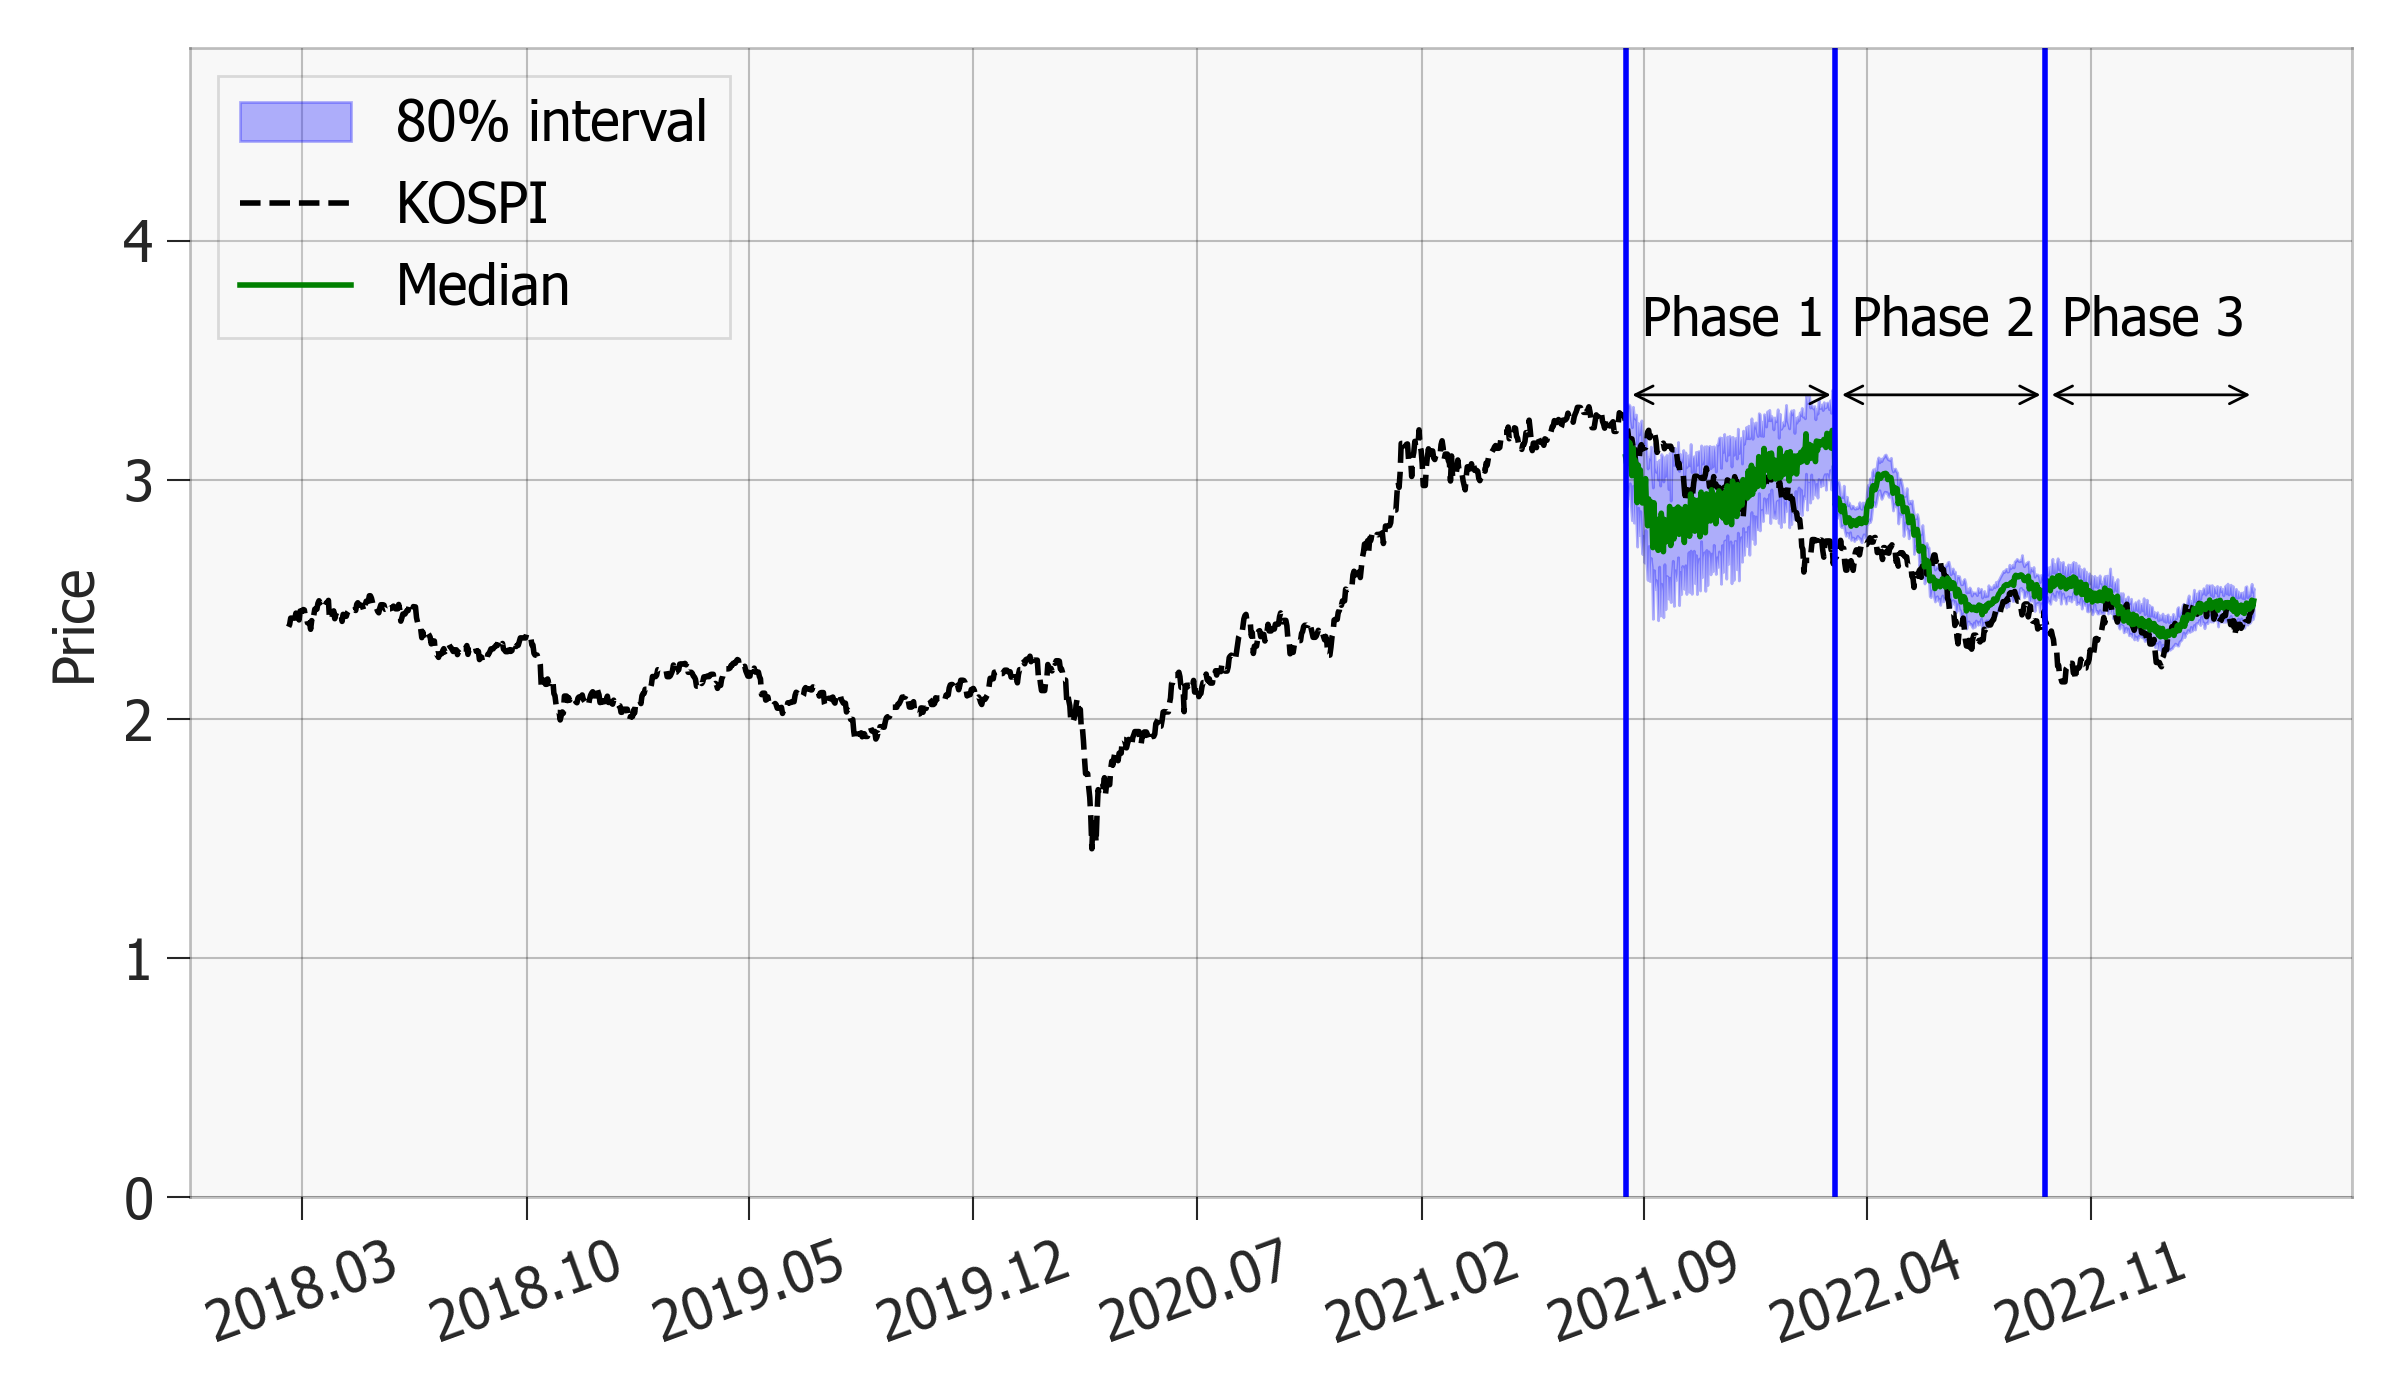 80% interval
KOSPI
Median
Phase 1
Phase 2
Phase 3
Price
4
3
2
1
0
2018.03
2018.10
2019.05
2019.12
2020.07
2021.02
2021.09
2022.04
2022.11